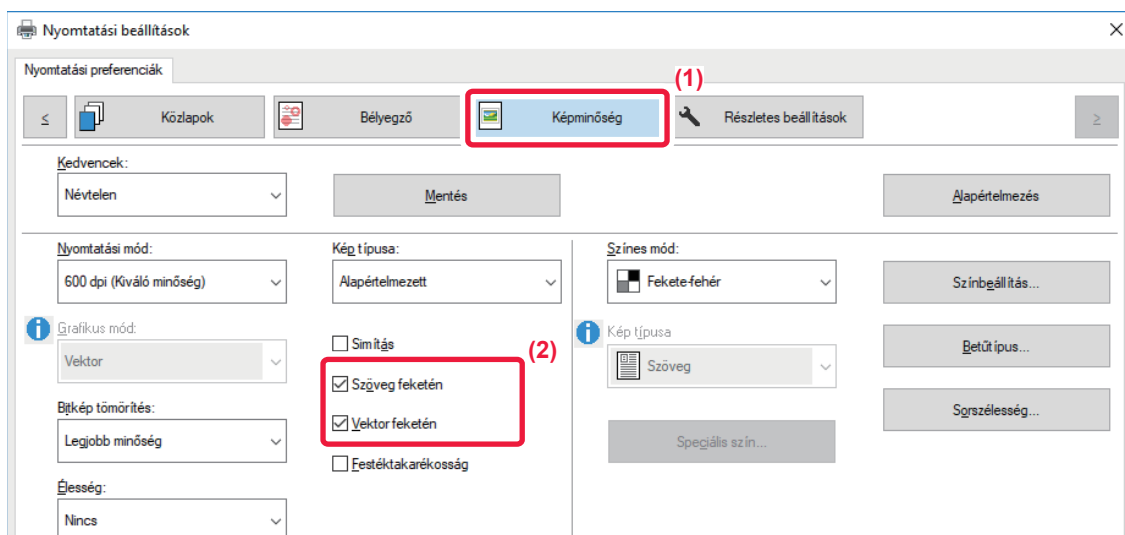 Nyomtatási beállítások
Nyomtatási preferenciák
(1)
< Közlapok Bélyegző Képminőség Részletes beállítások >
Kedvencek:
Névtelen Mentés Alapértelmezés
Nyomtatási mód: Kép típusa: Színes mód:
600 dpi (Kiváló minőség) Alapértelmezett Fekete-fehér Színbeállítás...
Grafikus mód: Simítás Kép típusa
(2)
Vektor Szöveg Betűtípus...
Szöveg feketén
Bitkép tömörítés: Vektor feketén Sorszélesség...
Legjobb minőség Speciális szín...
Festéktakarékosság
Élesség:
Nincs